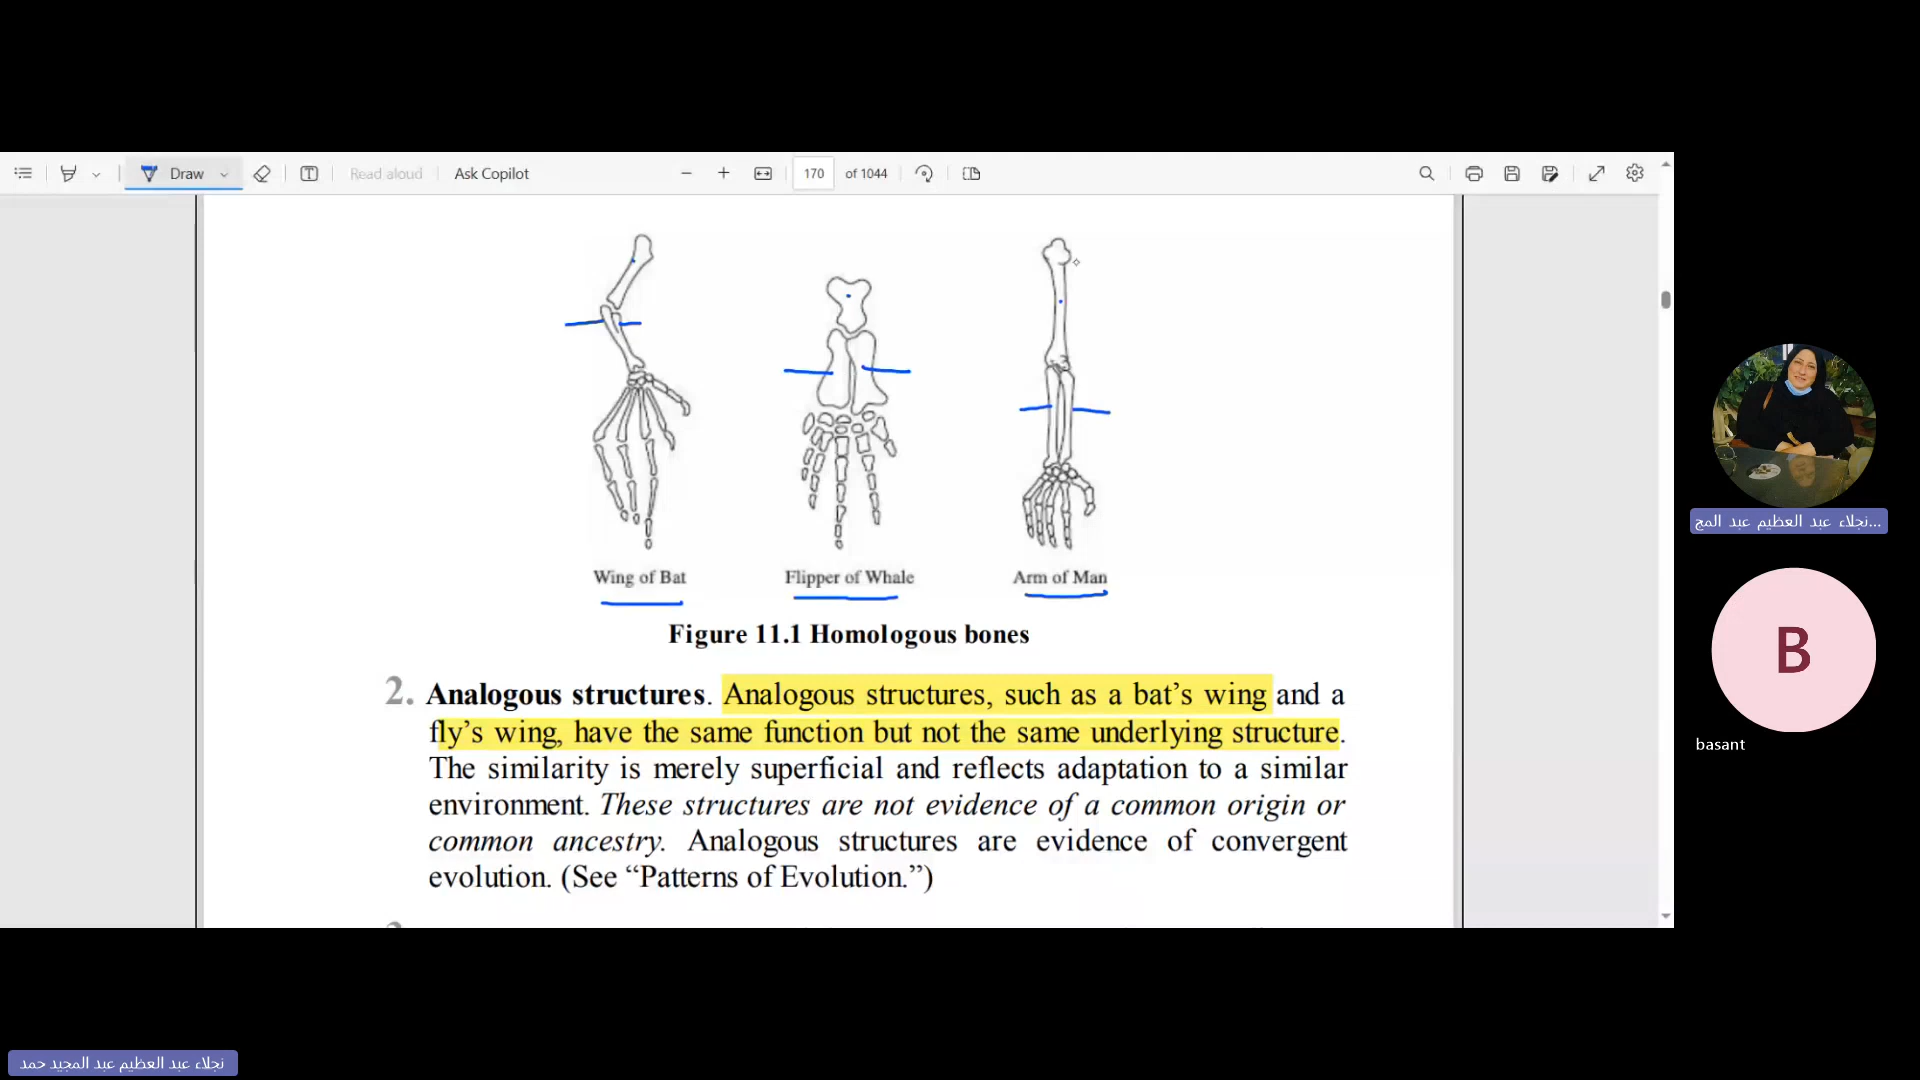 Draw
Read aloud
Ask Copilot
170 of 1044
Wing of Bat
Flipper of Whale
Arm of Man
Figure 11.1 Homologous bones
2. Analogous structures. Analogous structures, such as a bat’s wing and a
fly’s wing, have the same function but not the same underlying structure.
The similarity is merely superficial and reflects adaptation to a similar
environment. These structures are not evidence of a common origin or
common ancestry. Analogous structures are evidence of convergent
evolution. (See “Patterns of Evolution.”)
نجلاء عبد العظيم عبد المج...
B
basant
نجلاء عبد العظيم عبد المجيد حمد